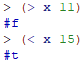 > (> x 11)
#f
> (< x 15)
#t